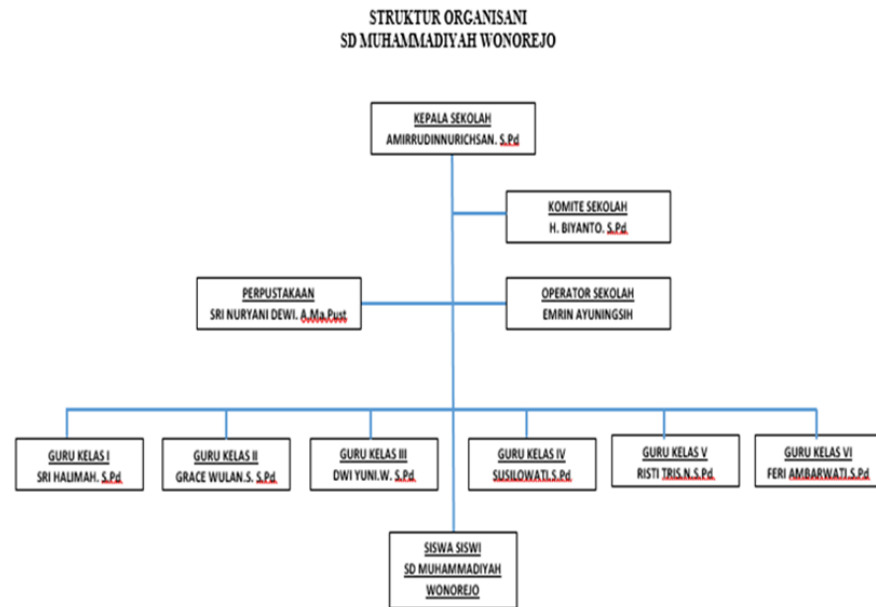 STRUKTUR ORGANISANI
SD MUHAMMADIYAH WONOREJO
KEPALA SEKOLAH
AMIRRUDINNURICHSAN. S.Pd
KOMITE SEKOLAH
H. BIYANTO. S.Pd
PERPUSTAKAAN
SRI NURYANI DEWI. A.Ma.Pust
OPERATOR SEKOLAH
EMRIN AYUNINGSIH
GURU KELAS I
SRI HALIMAH. S.Pd
GURU KELAS II
GRACE WULAN.S. S.Pd
GURU KELAS III
DWI YUNI.W. S.Pd
GURU KELAS IV
SUSILOWATI.S.Pd
GURU KELAS V
RISTI TRIS.N.S.Pd
GURU KELAS VI
FERI AMBARWATI.S.Pd
SISWA SISWI
SD MUHAMMADIYAH
WONOREJO